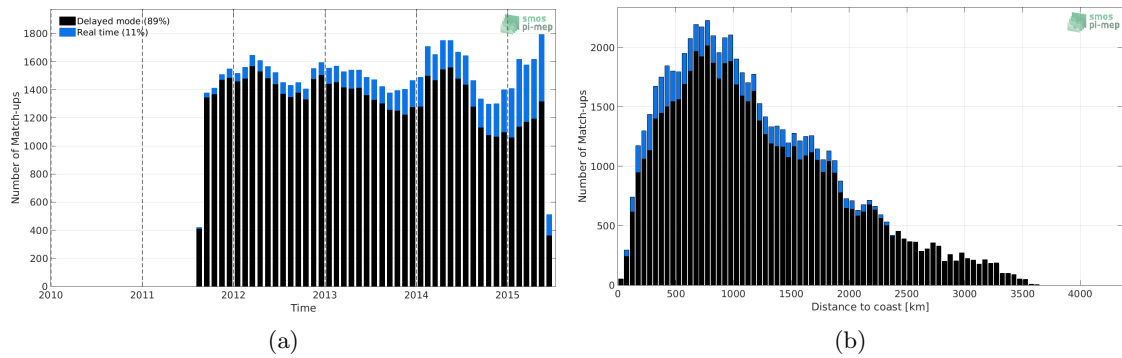 Delayed mode (89%)
Real time (11%)
smos
pi-mep
Number of Match-ups
1800
1600
1400
1200
1000
800
600
400
200
0
2010
2011
2012
2013
2014
2015
Time
(a)
smos
pi-mep
Number of Match-ups
2000
1500
1000
500
0
0
500
1000
1500
2000
2500
3000
3500
4000
Distance to coast [km]
(b)